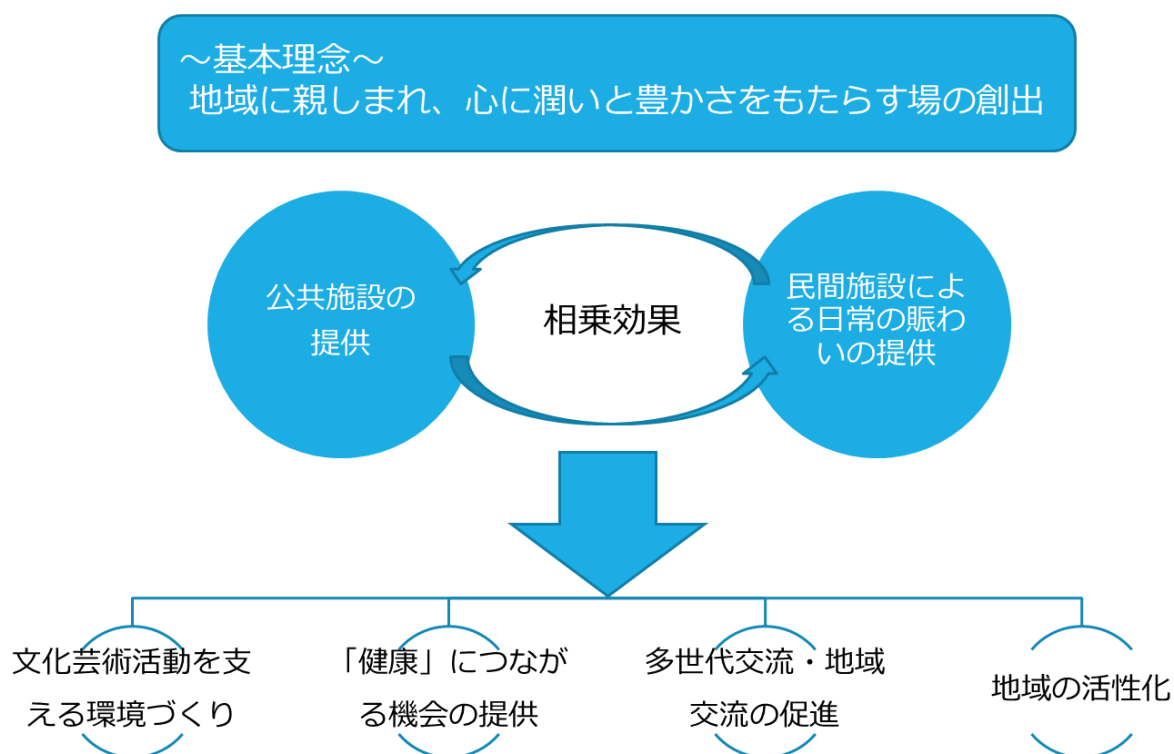 ～基本理念～
地域に親しまれ、心に潤いと豊かさをもたらす場の創出
公共施設の
提供
相乗効果
民間施設によ
る日常の賑わ
いの提供
文化芸術活動を支
える環境づくり
「健康」につなが
る機会の提供
多世代交流・地域
交流の促進
地域の活性化